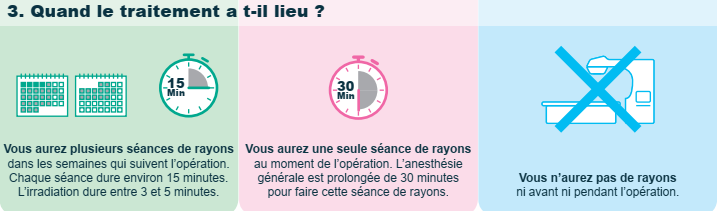 3. Quand le traitement a t-il lieu ?
15
Min
Vous aurez plusieurs séances de rayons
dans les semaines qui suivent l'opération.
Chaque séance dure environ 15 minutes.
L'irradiation dure entre 3 et 5 minutes.
30
Min
Vous aurez une seule séance de rayons
au moment de l'opération. L'anesthésie
générale est prolongée de 30 minutes
pour faire cette séance de rayons.
Vous n'aurez pas de rayons
ni avant ni pendant l'opération.